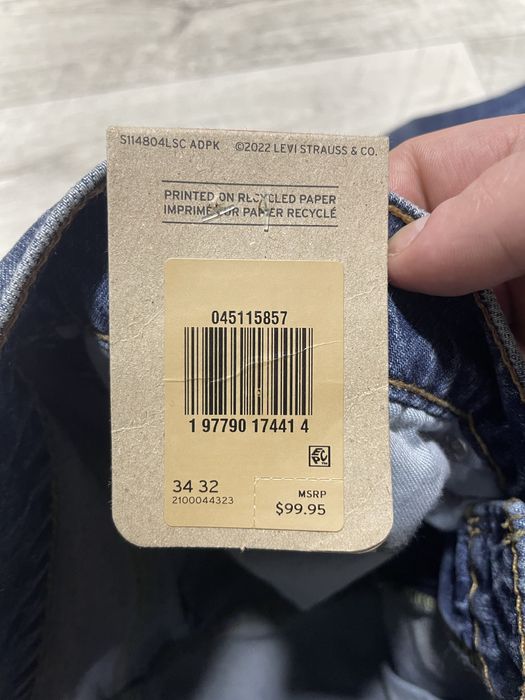 S114804LSC ADPK ©2022 LEVI STRAUSS & CO.
PRINTED ON RECYCLED PAPER
IMPRIMÉ SUR PAPIER RECYCLÉ
045115857
1 97790 17441 4
EPC
34 32
2100044323
MSRP
$99.95